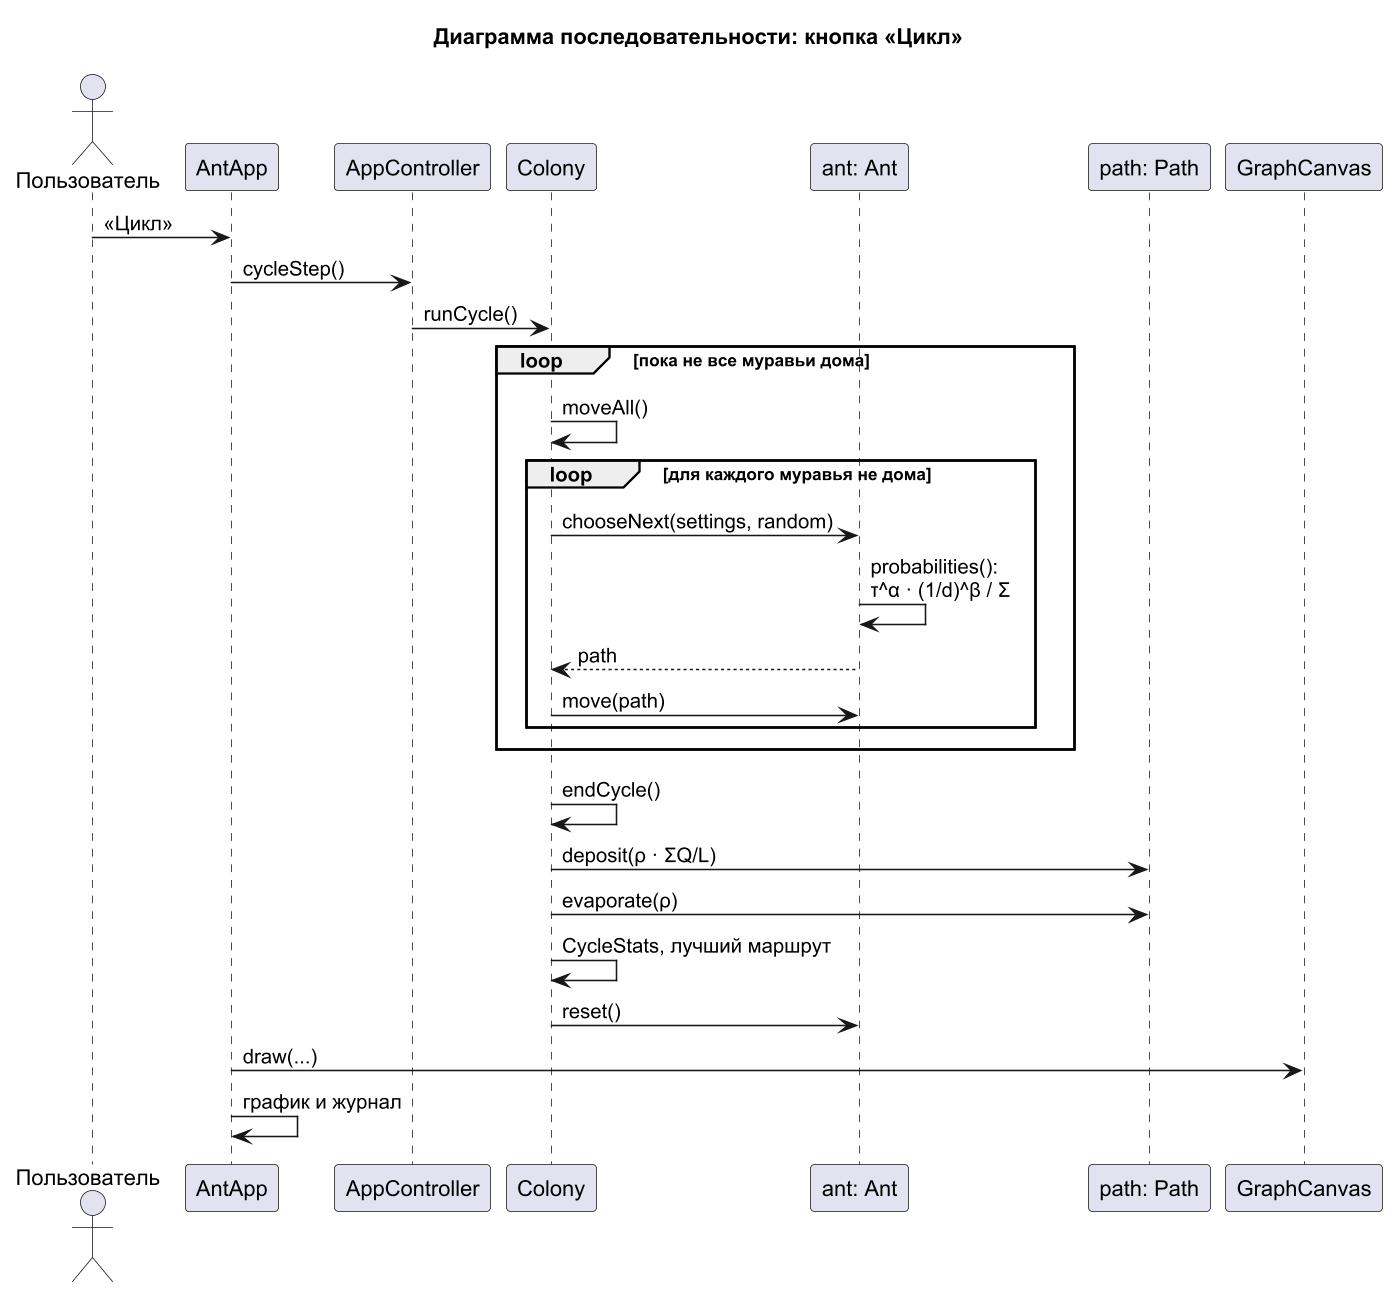 Диаграмма последовательности: кнопка «Цикл»
Пользователь
AntApp
AppController
Colony
ant: Ant
path: Path
GraphCanvas
«Цикл»
cycleStep()
runCycle()
loop [пока не все муравьи дома]
moveAll()
loop [для каждого муравья не дома]
chooseNext(settings, random)
probabilities():
τ^α · (1/d)^β / Σ
path
move(path)
endCycle()
deposit(ρ · ΣQ/L)
evaporate(ρ)
CycleStats, лучший маршрут
reset()
draw(...)
график и журнал
Пользователь
AntApp
AppController
Colony
ant: Ant
path: Path
GraphCanvas